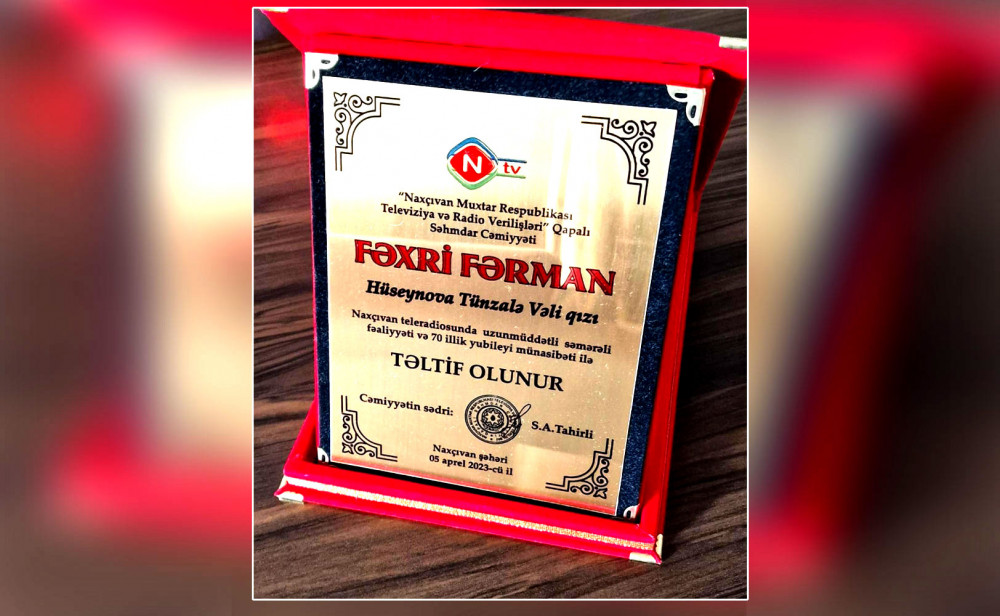 N tv
“Naxçıvan Muxtar Respublikası
Televiziya və Radio Verilişləri” Qapalı
Səhmdar Cəmiyyəti
FƏXRİ FƏRMAN
Hüseynova Tünzalə Vəli qızı
Naxçıvan teleradiosunda uzunmüddətli səmərəli
fəaliyyəti və 70 illik yubileyi münasibəti ilə
TƏLTİF OLUNUR
Cəmiyyətin sədri: S.A.Tahirli
Naxçıvan şəhəri
05 aprel 2023-cü il